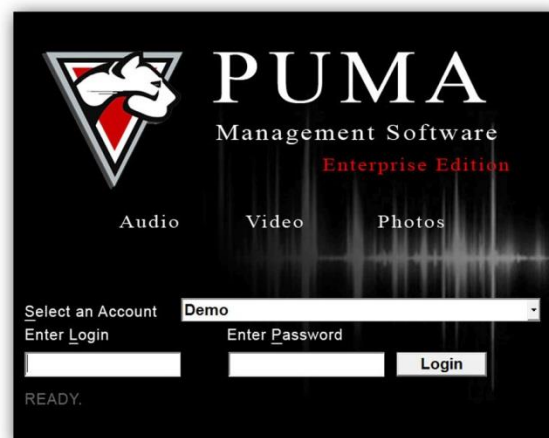 PUMA
Management Software
Enterprise Edition
Audio Video Photos
Select an Account Demo
Enter Login Enter Password
Login
READY.